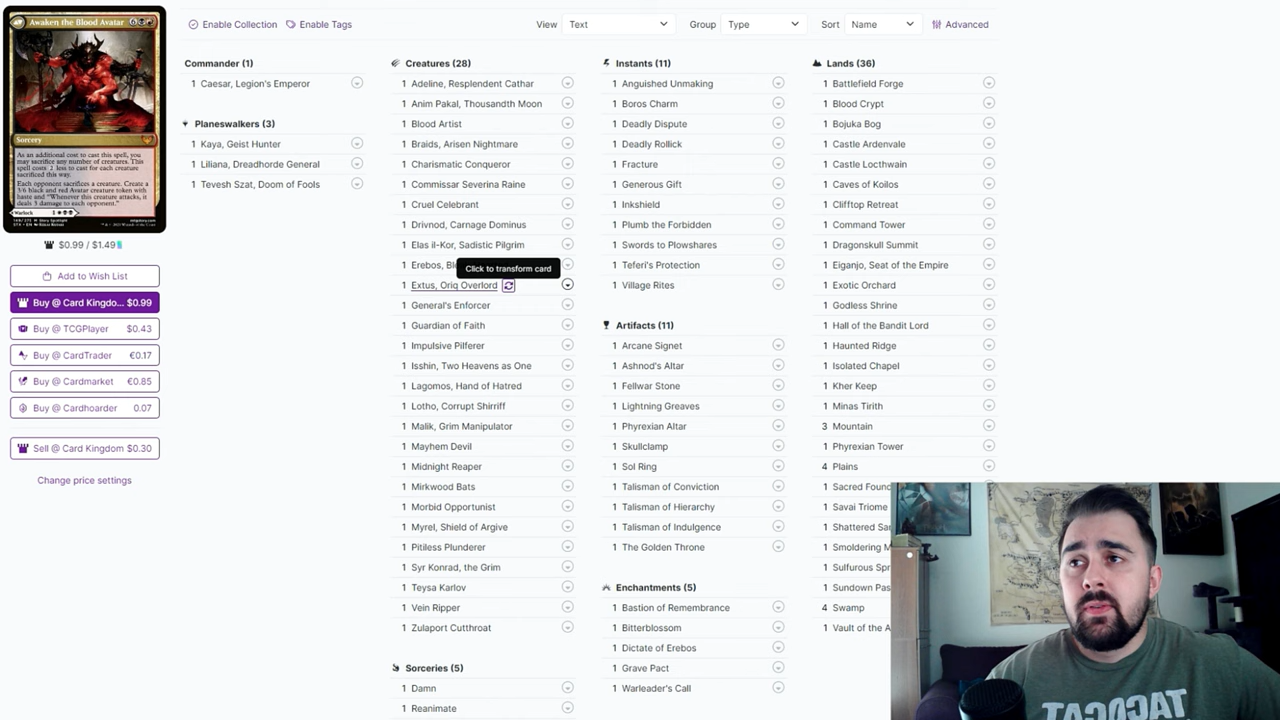 Awaken the Blood Avatar
Sorcery
As an additional cost to cast this spell, you
may sacrifice any number of creatures. This
spell costs 2 less to cast for each creature
sacrificed this way.
Each opponent sacrifices a creature. Create a
3/6 black and red Avatar creature token with
haste and "Whenever this creature attacks, it
deals 3 damage to each opponent."
Warlock
$0.99 / $1.49
Add to Wish List
Buy @ Card Kingdo... $0.99
Buy @ TCGPlayer $0.43
Buy @ CardTrader €0.17
Buy @ Cardmarket €0.85
Buy @ Cardhoarder 0.07
Sell @ Card Kingdom $0.30
Change price settings
Enable Collection
Enable Tags
View Text
Group Type
Sort Name
Advanced
Commander (1)
1 Caesar, Legion's Emperor
Planeswalkers (3)
1 Kaya, Geist Hunter
1 Liliana, Dreadhorde General
1 Tevesh Szat, Doom of Fools
Creatures (28)
1 Adeline, Resplendent Cathar
1 Anim Pakal, Thousandth Moon
1 Blood Artist
1 Braids, Arisen Nightmare
1 Charismatic Conqueror
1 Commissar Severina Raine
1 Cruel Celebrant
1 Drivnod, Carnage Dominus
1 Elas il-Kor, Sadistic Pilgrim
1 Erebos, Bl
Click to transform card
1 Extus, Oriq Overlord
1 General's Enforcer
1 Guardian of Faith
1 Impulsive Pilferer
1 Isshin, Two Heavens as One
1 Lagomos, Hand of Hatred
1 Lotho, Corrupt Shirriff
1 Malik, Grim Manipulator
1 Mayhem Devil
1 Midnight Reaper
1 Mirkwood Bats
1 Morbid Opportunist
1 Myrel, Shield of Argive
1 Pitiless Plunderer
1 Syr Konrad, the Grim
1 Teysa Karlov
1 Vein Ripper
1 Zulaport Cutthroat
Sorceries (5)
1 Damn
1 Reanimate
Instants (11)
1 Anguished Unmaking
1 Boros Charm
1 Deadly Dispute
1 Deadly Rollick
1 Fracture
1 Generous Gift
1 Inkshield
1 Plumb the Forbidden
1 Swords to Plowshares
1 Teferi's Protection
1 Village Rites
Artifacts (11)
1 Arcane Signet
1 Ashnod's Altar
1 Fellwar Stone
1 Lightning Greaves
1 Phyrexian Altar
1 Skullclamp
1 Sol Ring
1 Talisman of Conviction
1 Talisman of Hierarchy
1 Talisman of Indulgence
1 The Golden Throne
Enchantments (5)
1 Bastion of Remembrance
1 Bitterblossom
1 Dictate of Erebos
1 Grave Pact
1 Warleader's Call
Lands (36)
1 Battlefield Forge
1 Blood Crypt
1 Bojuka Bog
1 Castle Ardenvale
1 Castle Locthwain
1 Caves of Koilos
1 Clifftop Retreat
1 Command Tower
1 Dragonskull Summit
1 Eiganjo, Seat of the Empire
1 Exotic Orchard
1 Godless Shrine
1 Hall of the Bandit Lord
1 Haunted Ridge
1 Isolated Chapel
1 Kher Keep
1 Minas Tirith
3 Mountain
1 Phyrexian Tower
4 Plains
1 Sacred Foun
1 Savai Triome
1 Shattered San
1 Smoldering M
1 Sulfurous Spr
1 Sundown Pas
4 Swamp
1 Vault of the A
TACOCAT